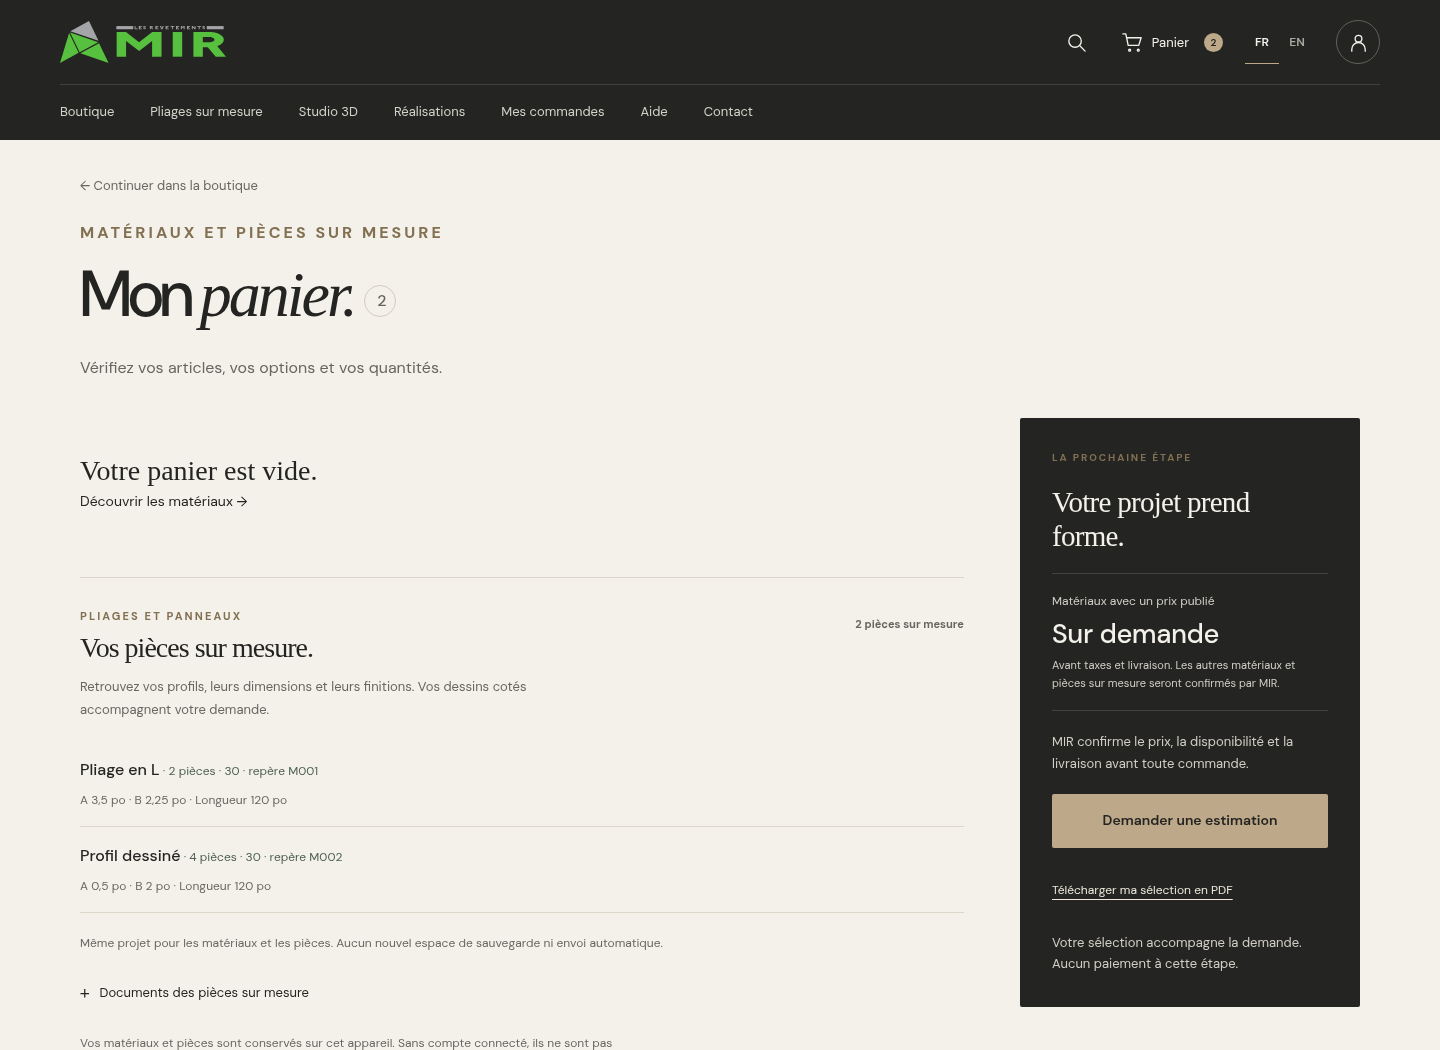 LES REVÊTEMENTS
MIR
Panier 2
FR EN
Boutique Pliages sur mesure Studio 3D Réalisations Mes commandes Aide Contact
← Continuer dans la boutique
MATÉRIAUX ET PIÈCES SUR MESURE
Mon panier. 2
Vérifiez vos articles, vos options et vos quantités.
Votre panier est vide.
Découvrir les matériaux →
PLIAGES ET PANNEAUX
2 pièces sur mesure
Vos pièces sur mesure.
Retrouvez vos profils, leurs dimensions et leurs finitions. Vos dessins cotés
accompagnent votre demande.
Pliage en L · 2 pièces · 30 · repère M001
A 3,5 po · B 2,25 po · Longueur 120 po
Profil dessiné · 4 pièces · 30 · repère M002
A 0,5 po · B 2 po · Longueur 120 po
Même projet pour les matériaux et les pièces. Aucun nouvel espace de sauvegarde ni envoi automatique.
+ Documents des pièces sur mesure
Vos matériaux et pièces sont conservés sur cet appareil. Sans compte connecté, ils ne sont pas
LA PROCHAINE ÉTAPE
Votre projet prend
forme.
Matériaux avec un prix publié
Sur demande
Avant taxes et livraison. Les autres matériaux et
pièces sur mesure seront confirmés par MIR.
MIR confirme le prix, la disponibilité et la
livraison avant toute commande.
Demander une estimation
Télécharger ma sélection en PDF
Votre sélection accompagne la demande.
Aucun paiement à cette étape.